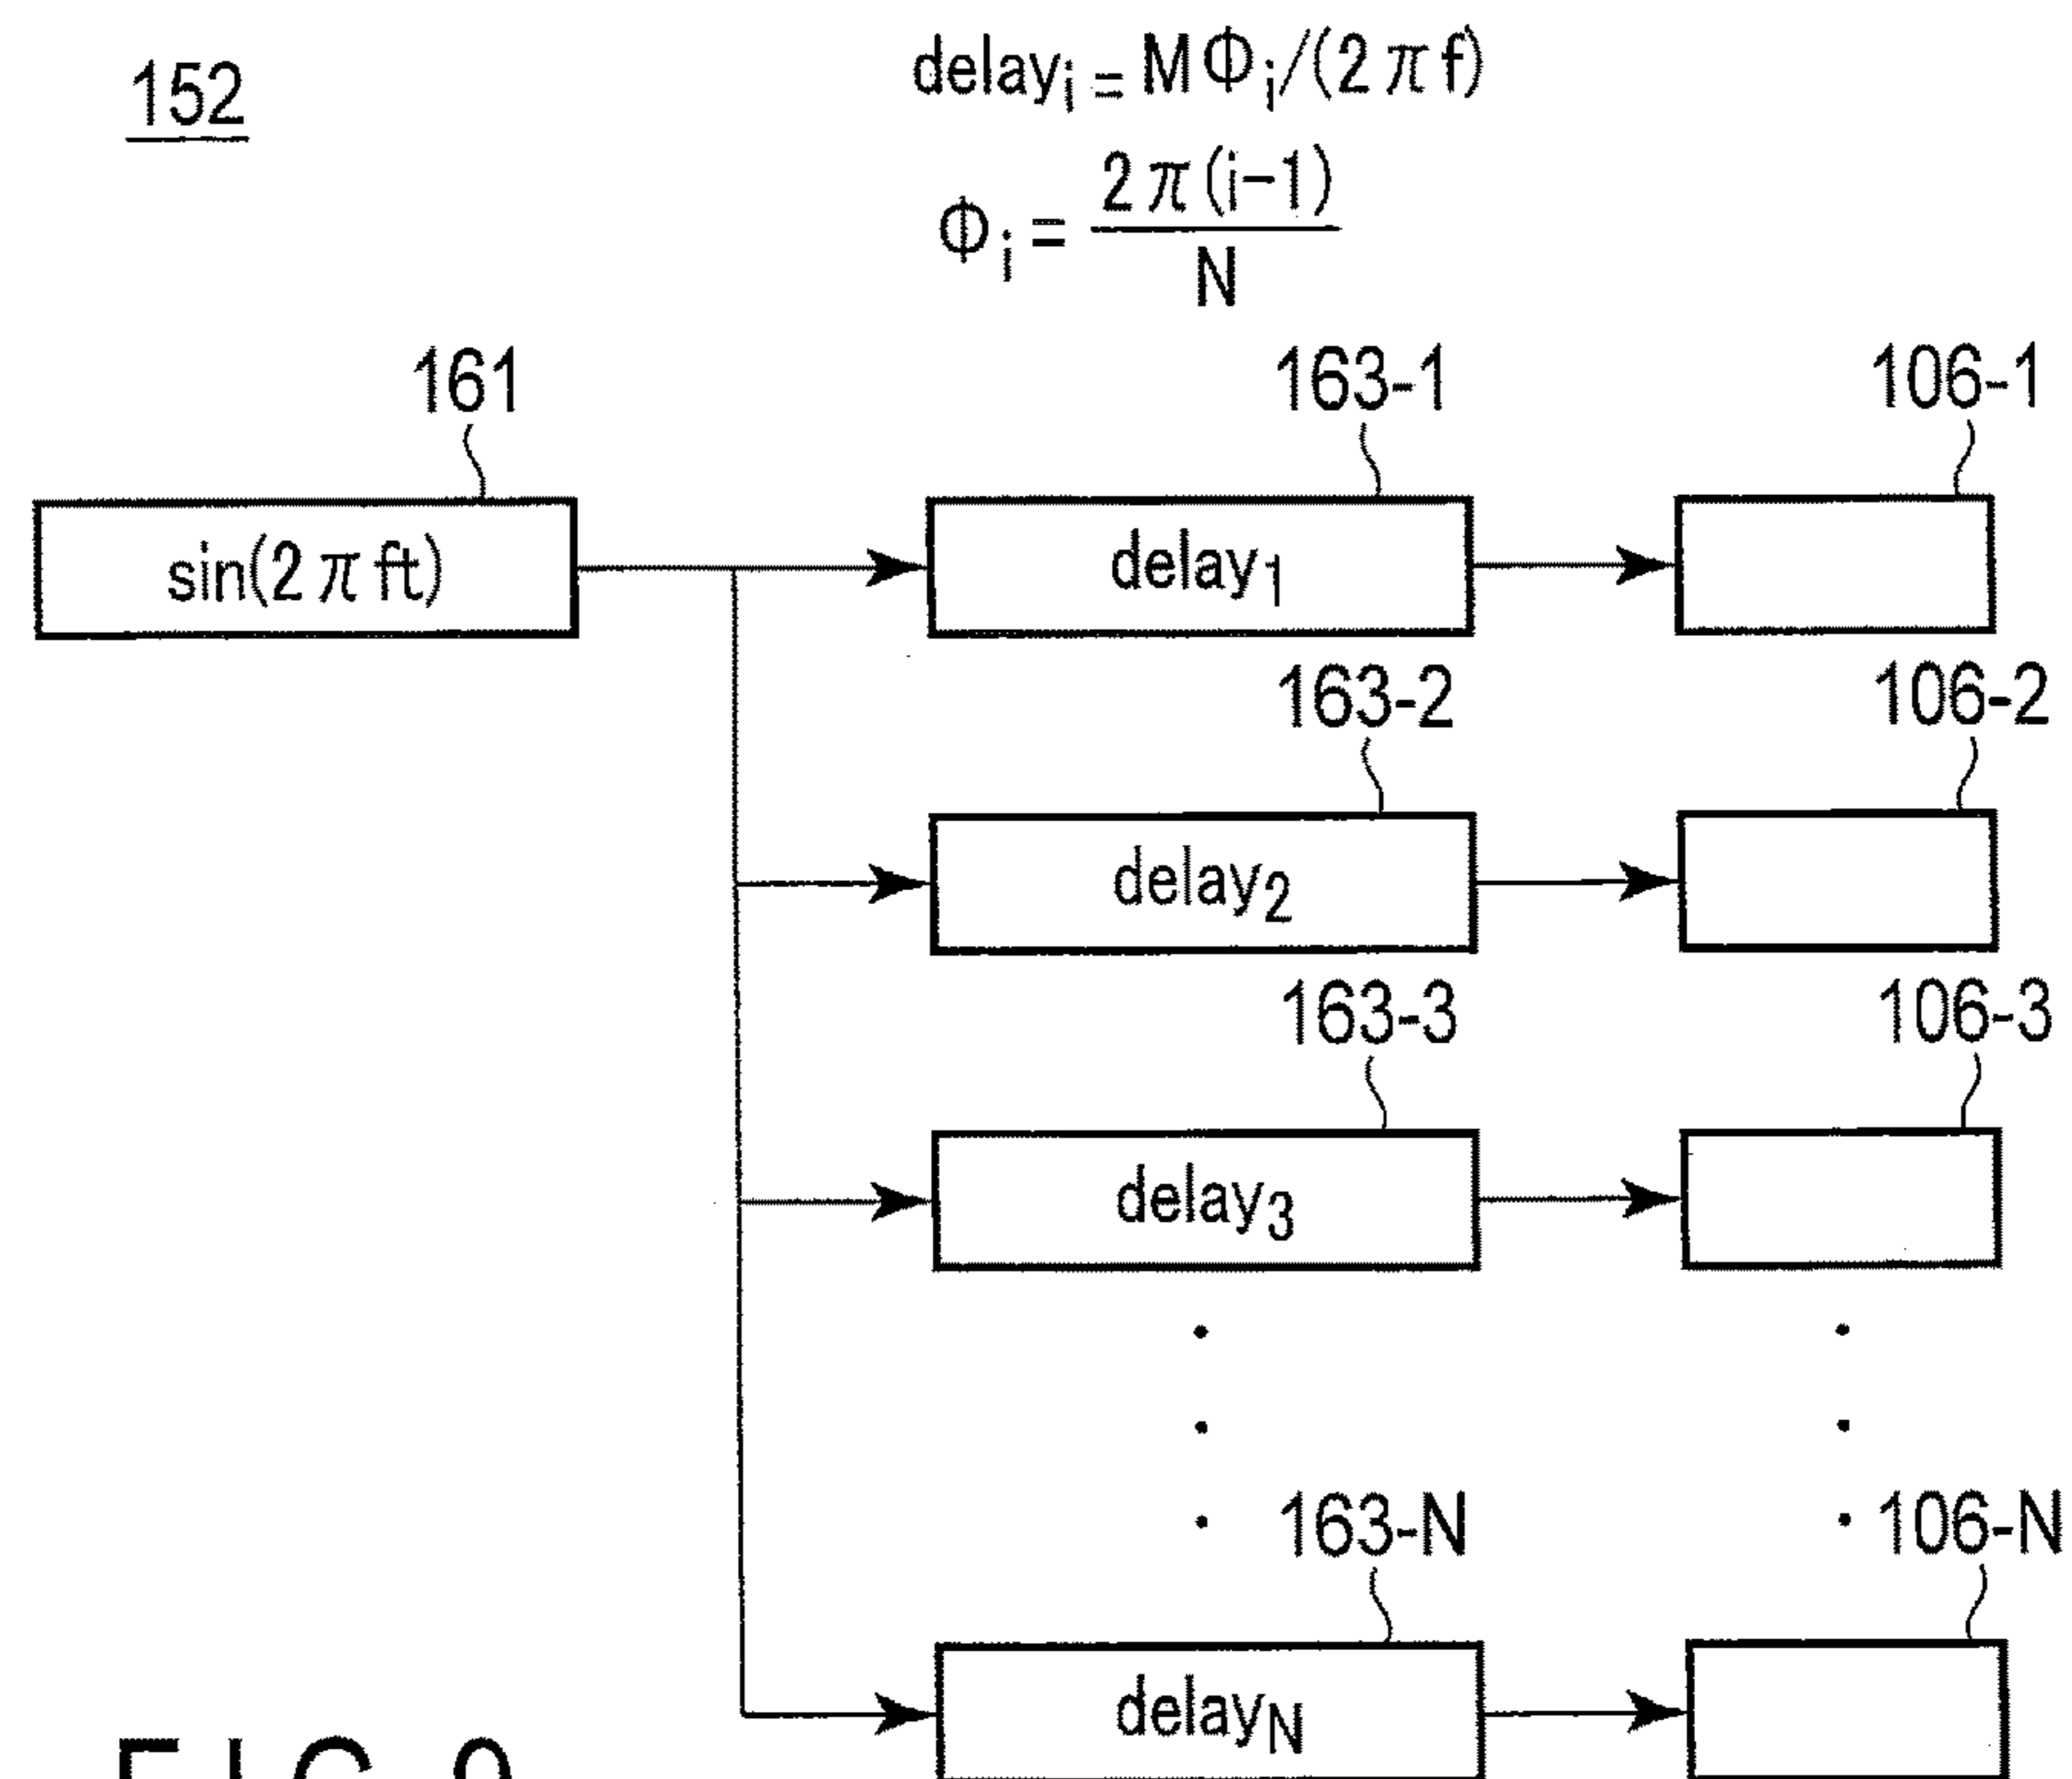 152
delayᵢ = MΦᵢ/(2πf)
Φᵢ = 2π(i-1)/N
161 163-1 106-1
sin(2πft) delay₁
163-2 106-2
delay₂
163-3 106-3
delay₃
163-N 106-N
delay_N